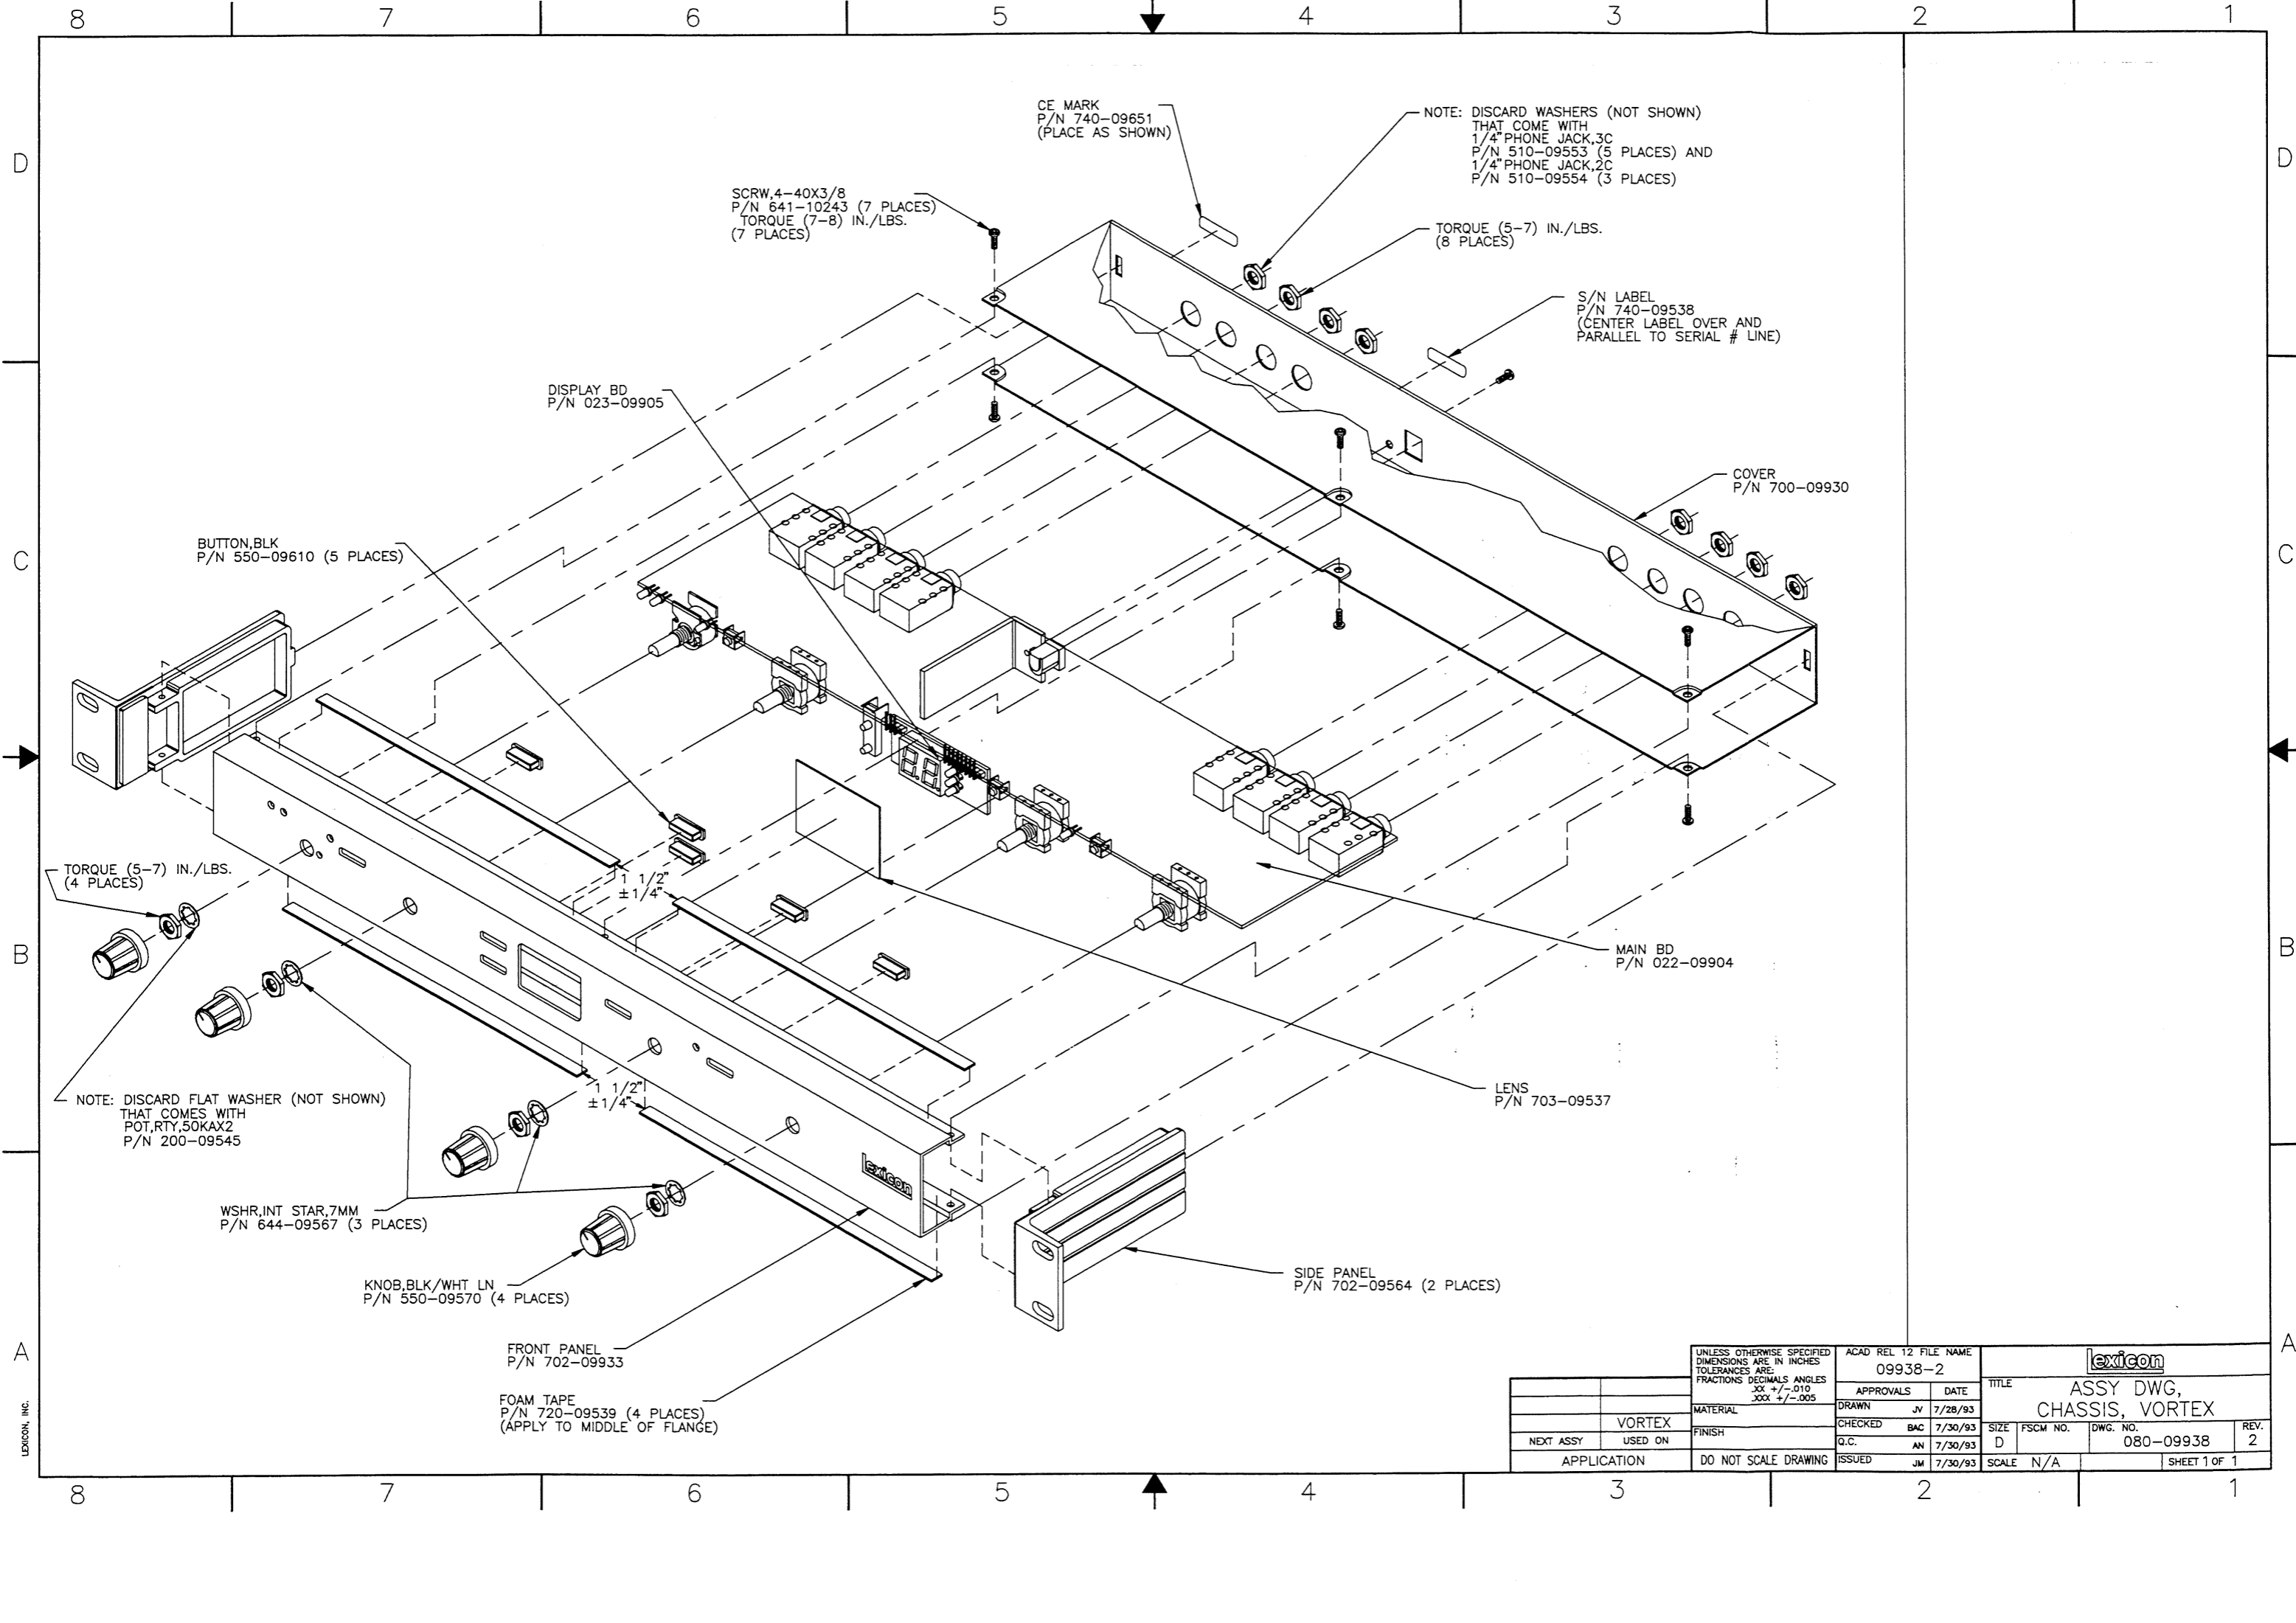 8 7 6 5 4 3 2 1
D
C
B
A
D
C
B
A
CE MARK
P/N 740-09651
(PLACE AS SHOWN)
NOTE: DISCARD WASHERS (NOT SHOWN)
THAT COME WITH
1/4" PHONE JACK,3C
P/N 510-09553 (5 PLACES) AND
1/4" PHONE JACK,2C
P/N 510-09554 (3 PLACES)
SCRW,4-40X3/8
P/N 641-10243 (7 PLACES)
TORQUE (7-8) IN./LBS.
(7 PLACES)
TORQUE (5-7) IN./LBS.
(8 PLACES)
S/N LABEL
P/N 740-09538
(CENTER LABEL OVER AND
PARALLEL TO SERIAL # LINE)
DISPLAY BD
P/N 023-09905
COVER
P/N 700-09930
BUTTON,BLK
P/N 550-09610 (5 PLACES)
TORQUE (5-7) IN./LBS.
(4 PLACES)
1 1/2"
±1/4"
MAIN BD
P/N 022-09904
1 1/2"
±1/4"
LENS
P/N 703-09537
NOTE: DISCARD FLAT WASHER (NOT SHOWN)
THAT COMES WITH
POT,RTY,50KAX2
P/N 200-09545
lexicon
WSHR,INT STAR,7MM
P/N 644-09567 (3 PLACES)
KNOB,BLK/WHT LN
P/N 550-09570 (4 PLACES)
SIDE PANEL
P/N 702-09564 (2 PLACES)
FRONT PANEL
P/N 702-09933
FOAM TAPE
P/N 720-09539 (4 PLACES)
(APPLY TO MIDDLE OF FLANGE)
LEXICON, INC.
VORTEX
NEXT ASSY USED ON
APPLICATION
UNLESS OTHERWISE SPECIFIED
DIMENSIONS ARE IN INCHES
TOLERANCES ARE:
FRACTIONS DECIMALS ANGLES
.XX +/-.010
.XXX +/-.005
MATERIAL
FINISH
DO NOT SCALE DRAWING
ACAD REL 12 FILE NAME
09938-2
APPROVALS DATE
DRAWN JV 7/28/93
CHECKED BAC 7/30/93
Q.C. AN 7/30/93
ISSUED JM 7/30/93
lexicon
TITLE
ASSY DWG,
CHASSIS, VORTEX
SIZE FSCM NO. DWG. NO. REV.
D 080-09938 2
SCALE N/A SHEET 1 OF 1
8 7 6 5 4 3 2 1